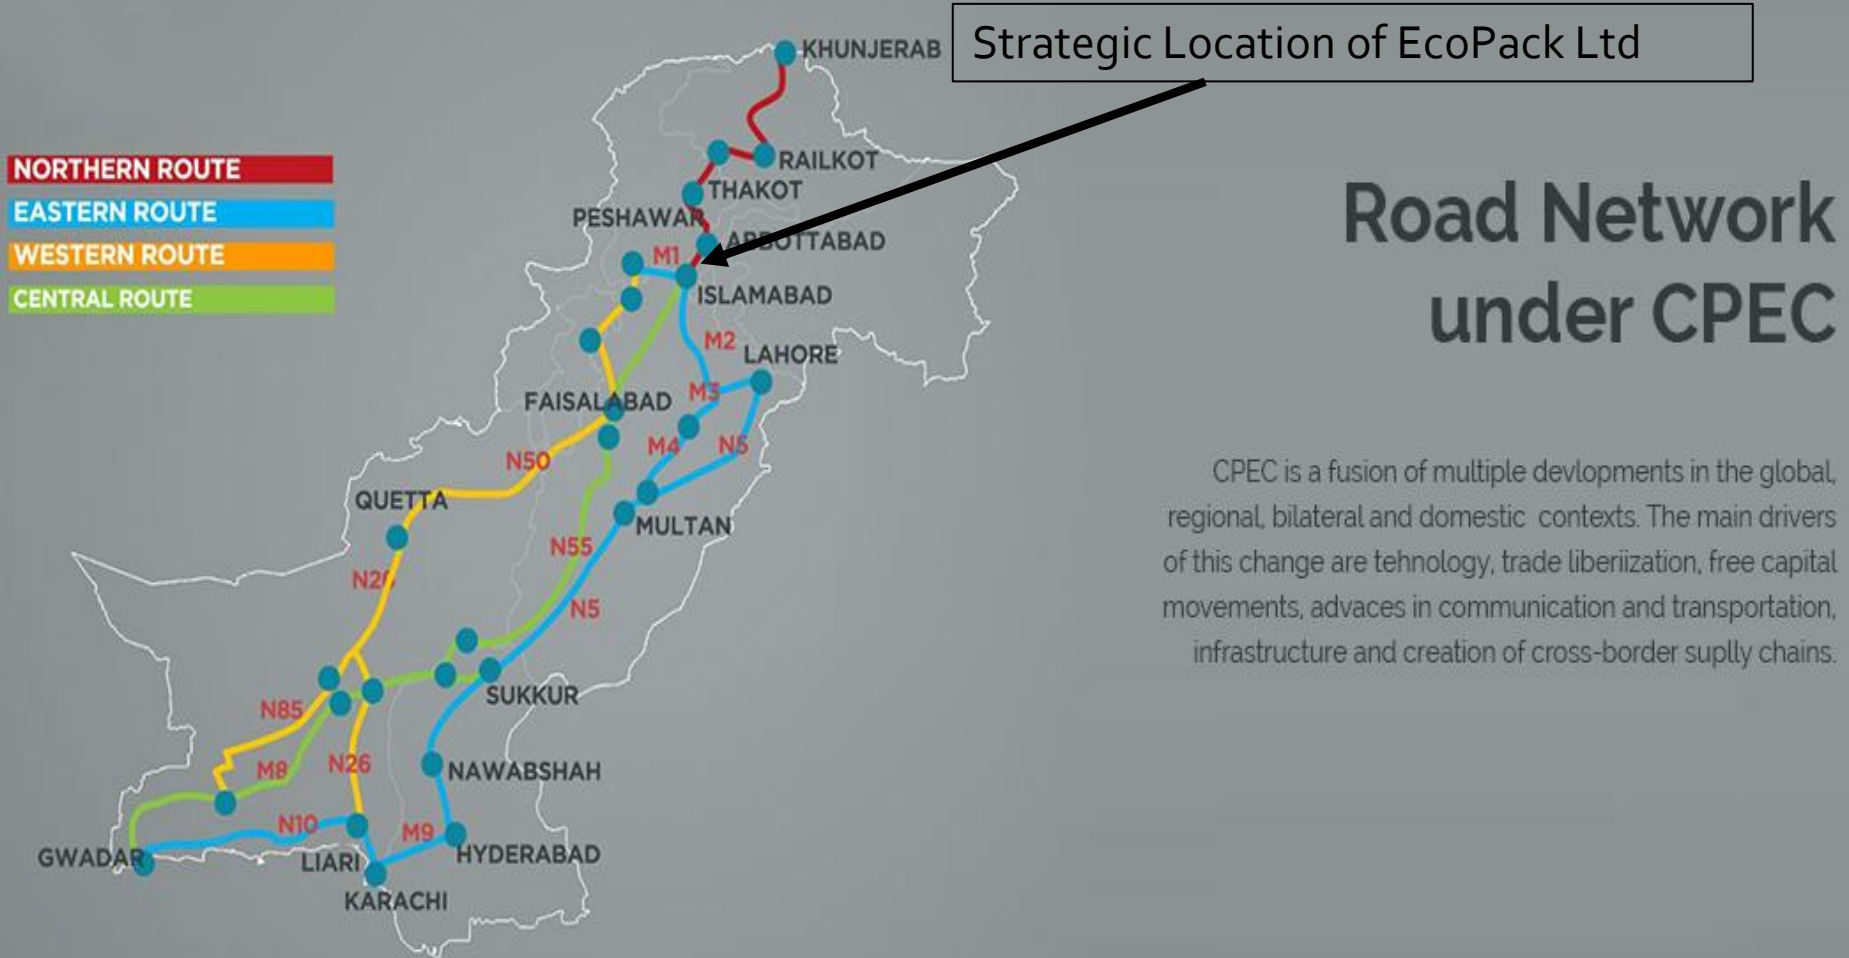 Strategic Location of EcoPack Ltd
NORTHERN ROUTE
EASTERN ROUTE
WESTERN ROUTE
CENTRAL ROUTE
KHUNJERAB
RAILKOT
THAKOT
PESHAWAR
ABBOTTABAD
M1
ISLAMABAD
M2
LAHORE
M3
FAISALABAD
M4
N5
N50
QUETTA
MULTAN
N55
N20
N5
SUKKUR
N85
M8
N26
NAWABSHAH
N10
M9
HYDERABAD
GWADAR
LIARI
KARACHI
Road Network
under CPEC
CPEC is a fusion of multiple devlopments in the global,
regional, bilateral and domestic contexts. The main drivers
of this change are tehnology, trade liberiization, free capital
movements, advaces in communication and transportation,
infrastructure and creation of cross-border suplly chains.